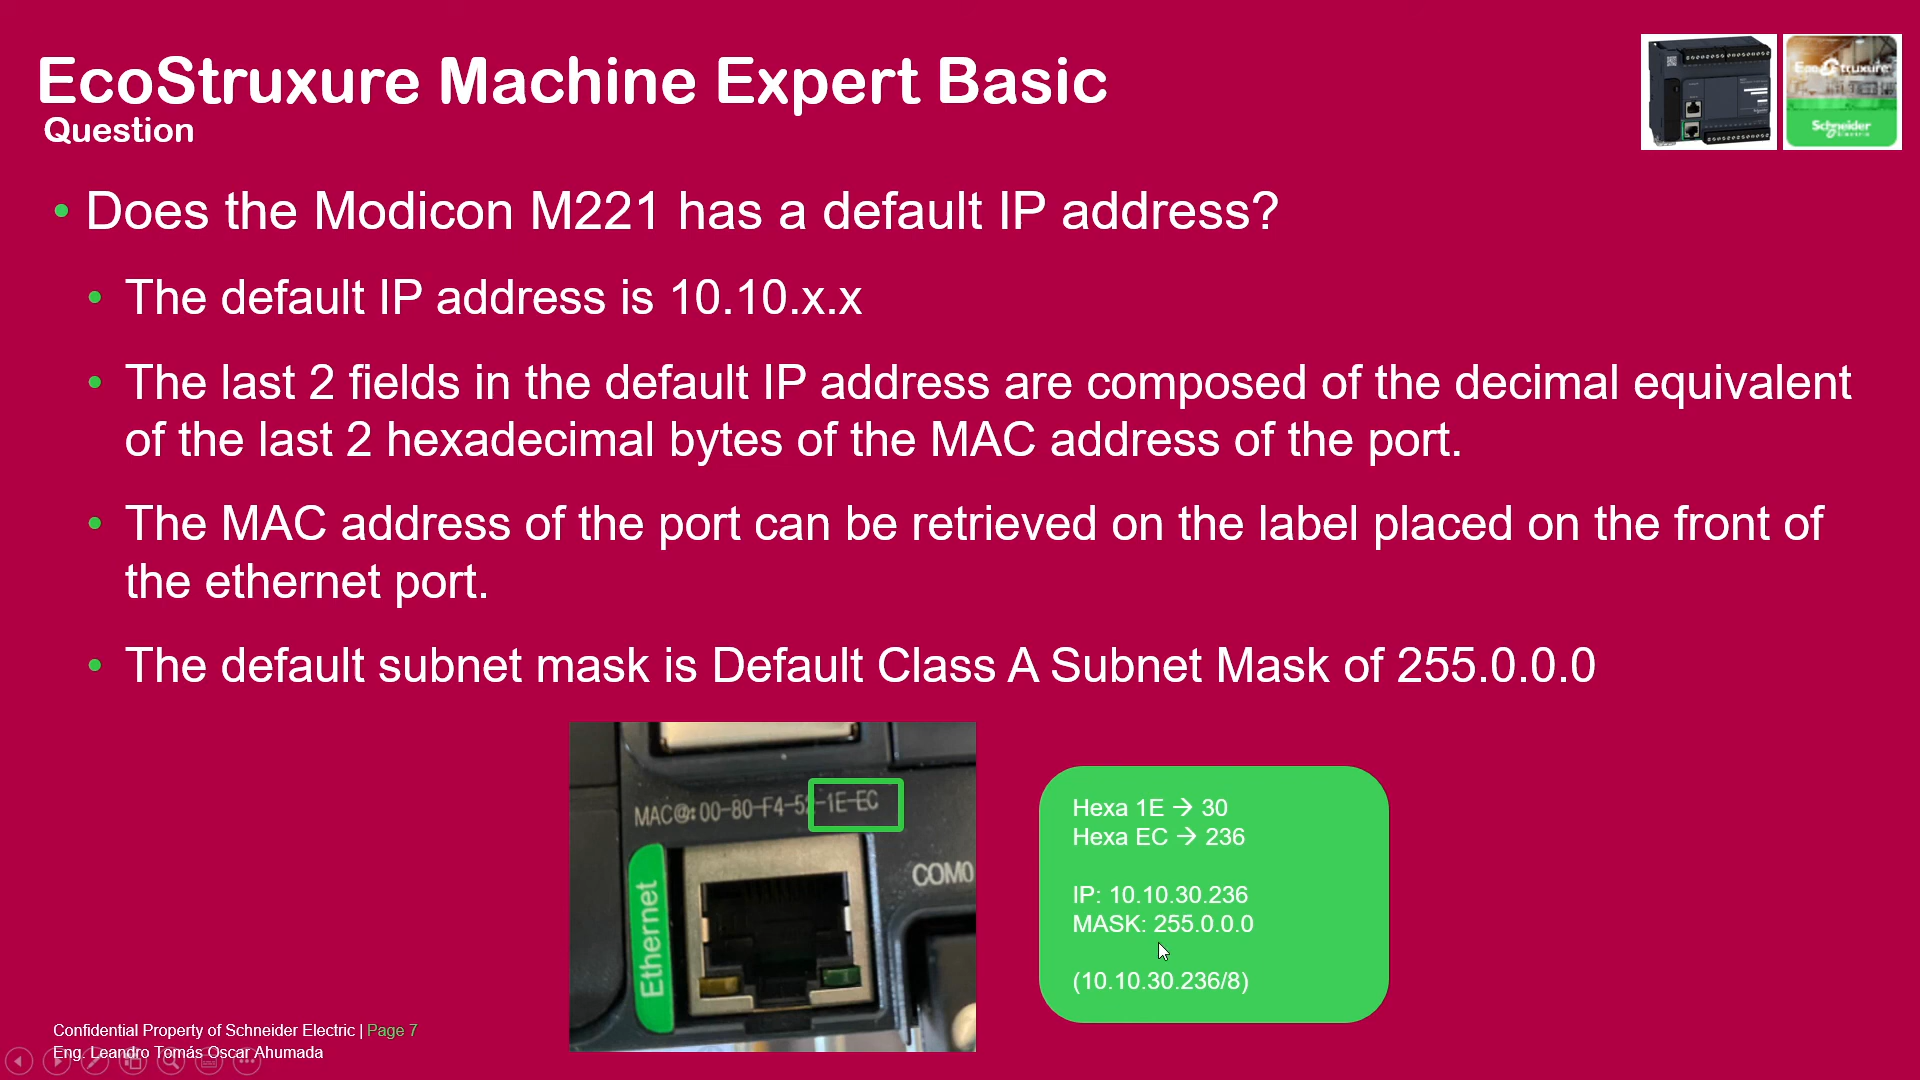 EcoStruxure Machine Expert Basic
Question
EcoStruxure
Schneider
Electric
Does the Modicon M221 has a default IP address?
The default IP address is 10.10.x.x
The last 2 fields in the default IP address are composed of the decimal equivalent
of the last 2 hexadecimal bytes of the MAC address of the port.
The MAC address of the port can be retrieved on the label placed on the front of
the ethernet port.
The default subnet mask is Default Class A Subnet Mask of 255.0.0.0
MAC@:00-80-F4-52-1E-EC
Ethernet
COM0
Hexa 1E → 30
Hexa EC → 236
IP: 10.10.30.236
MASK: 255.0.0.0
(10.10.30.236/8)
Confidential Property of Schneider Electric | Page 7
Eng. Leandro Tomás Oscar Ahumada